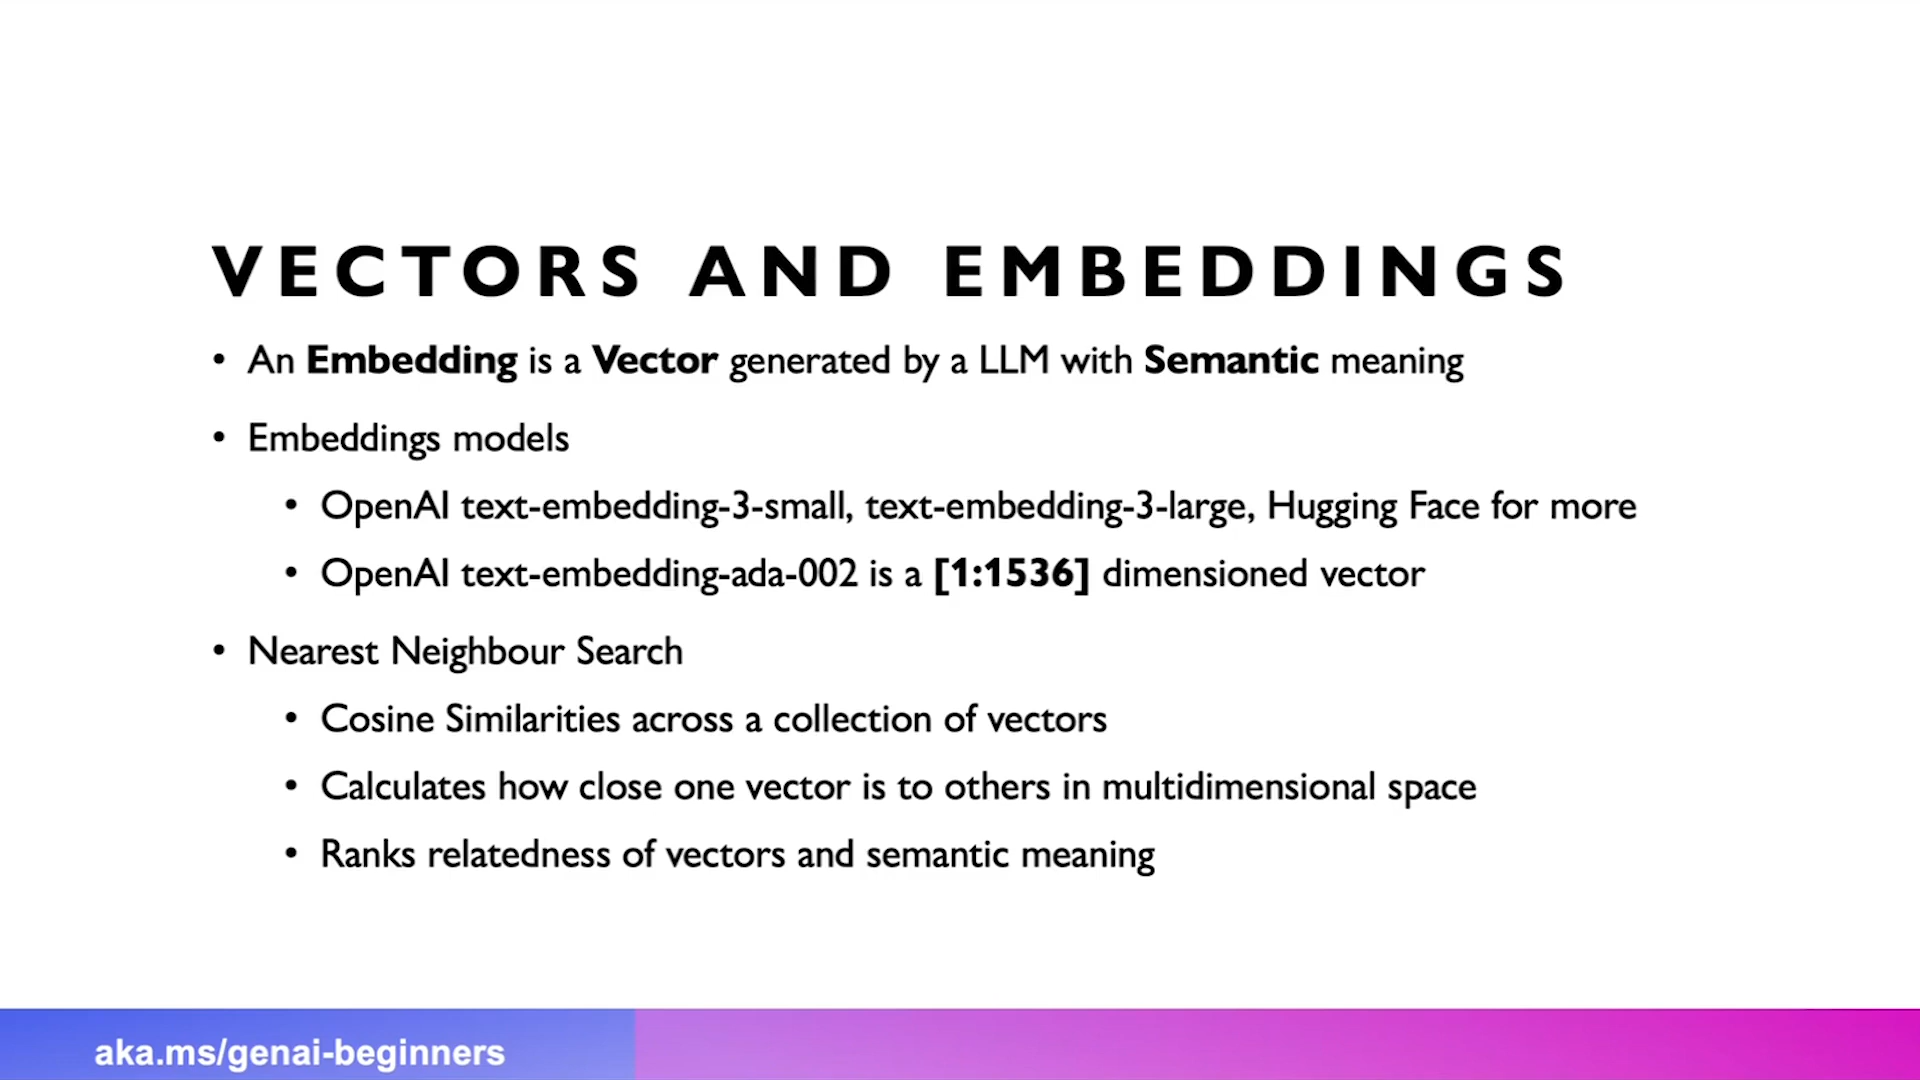 VECTORS AND EMBEDDINGS
• An Embedding is a Vector generated by a LLM with Semantic meaning
• Embeddings models
• OpenAI text-embedding-3-small, text-embedding-3-large, Hugging Face for more
• OpenAI text-embedding-ada-002 is a [1:1536] dimensioned vector
• Nearest Neighbour Search
• Cosine Similarities across a collection of vectors
• Calculates how close one vector is to others in multidimensional space
• Ranks relatedness of vectors and semantic meaning
aka.ms/genai-beginners